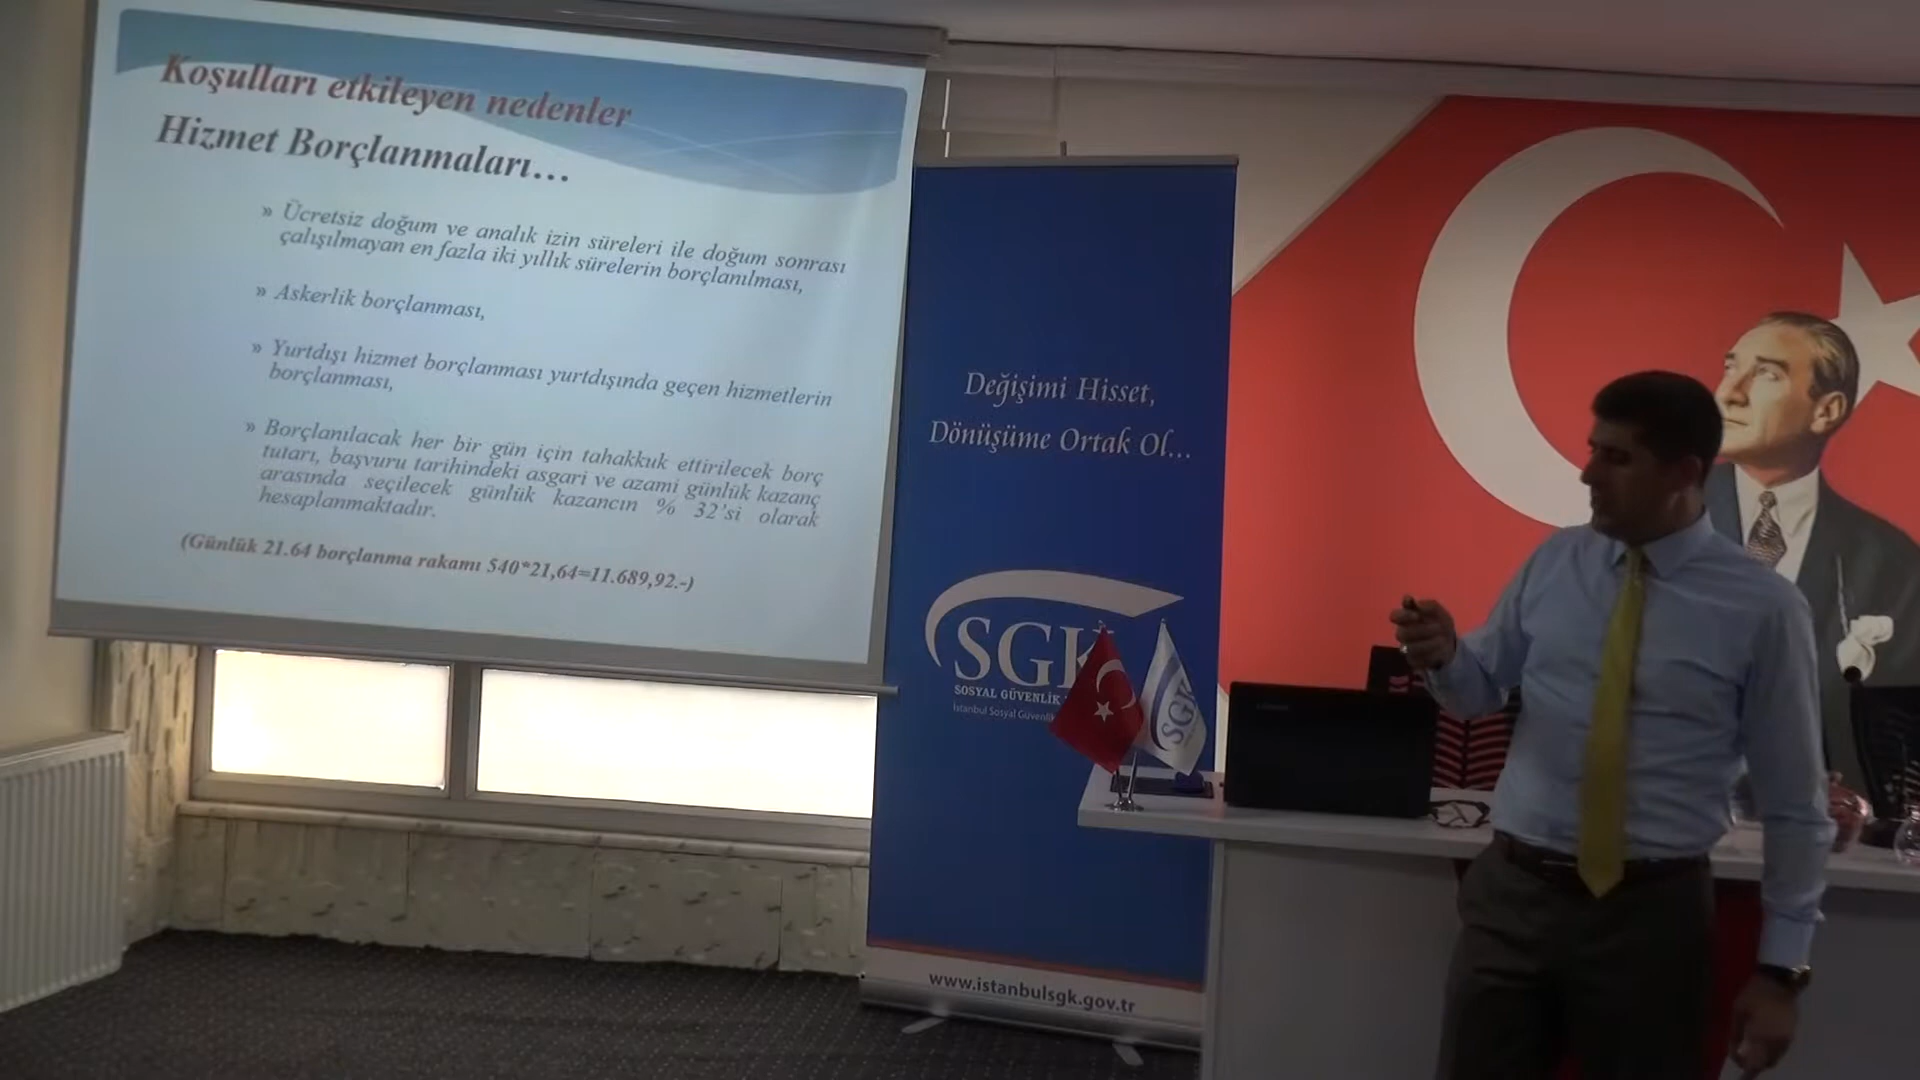 Koşulları etkileyen nedenler
Hizmet Borçlanmaları...
» Ücretsiz doğum ve analık izin süreleri ile doğum sonrası
çalışılmayan en fazla iki yıllık sürelerin borçlanılması,
» Askerlik borçlanması,
» Yurtdışı hizmet borçlanması yurtdışında geçen hizmetlerin
borçlanması,
» Borçlanılacak her bir gün için tahakkuk ettirilecek borç
tutarı, başvuru tarihindeki asgari ve azami günlük kazanç
arasında seçilecek günlük kazancın % 32'si olarak
hesaplanmaktadır.
(Günlük 21.64 borçlanma rakamı 540*21,64=11.689,92.-)
Değişimi Hisset,
Dönüşüme Ortak Ol...
SGK
SOSYAL GÜVENLİK
İstanbul Sosyal Güvenlik
SGK
www.istanbulsgk.gov.tr